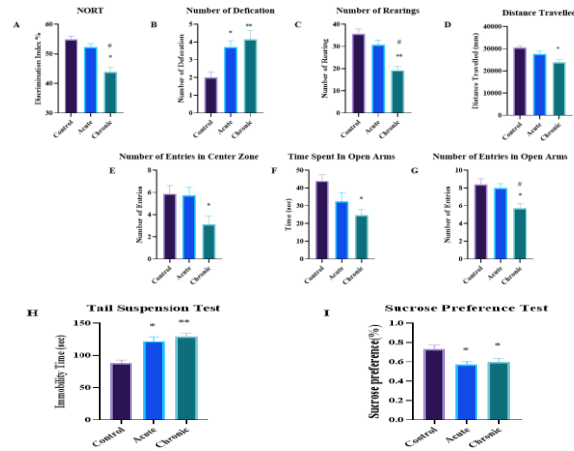 NORT
Number of Defication
Number of Rearings
Distance Travelled
A
B
C
D
Discrimination Index %
60
50
40
30
Control
Acute
Chronic
#
*
Number of Defocation
5
4
3
2
1
0
Control
Acute
Chronic
*
**
Number of Rearing
40
30
20
10
0
Control
Acute
Chronic
#
**
Distance Travelled (mm)
40000
30000
20000
10000
0
Control
Acute
Chronic
*
Number of Entries in Center Zone
Time Spent In Open Arms
Number of Entries in Open Arms
E
F
G
Number of Entries
8
6
4
2
0
Control
Acute
Chronic
*
Time (sec)
50
40
30
20
10
0
Control
Acute
Chronic
*
Number of Entries
10
8
6
4
2
0
Control
Acute
Chronic
#
*
H
Tail Suspension Test
I
Sucrose Preference Test
Immobility Time (sec)
150
100
50
0
Control
Acute
Chronic
*
**
Sucrose preference(%)
1.0
0.8
0.6
0.4
0.2
0.0
Control
Acute
Chronic
*
*